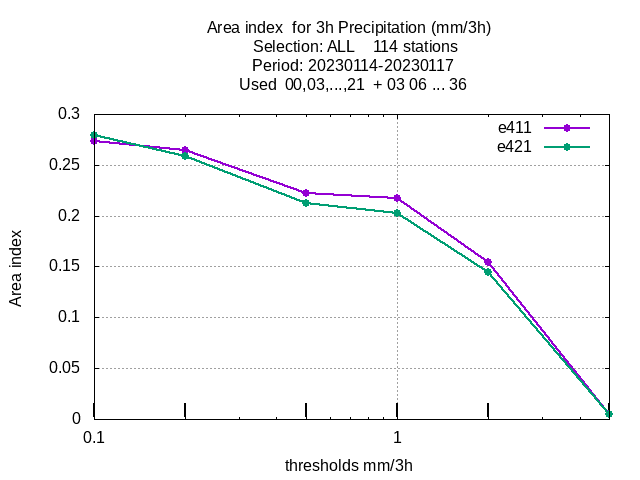 Area index  for 3h Precipitation (mm/3h)
Selection: ALL    114 stations
Period: 20230114-20230117
Used  00,03,...,21  + 03 06 ... 36
0.3
e411
e421
0.25
0.2
0.15
0.1
0.05
0
Area index
0.1
1
thresholds mm/3h